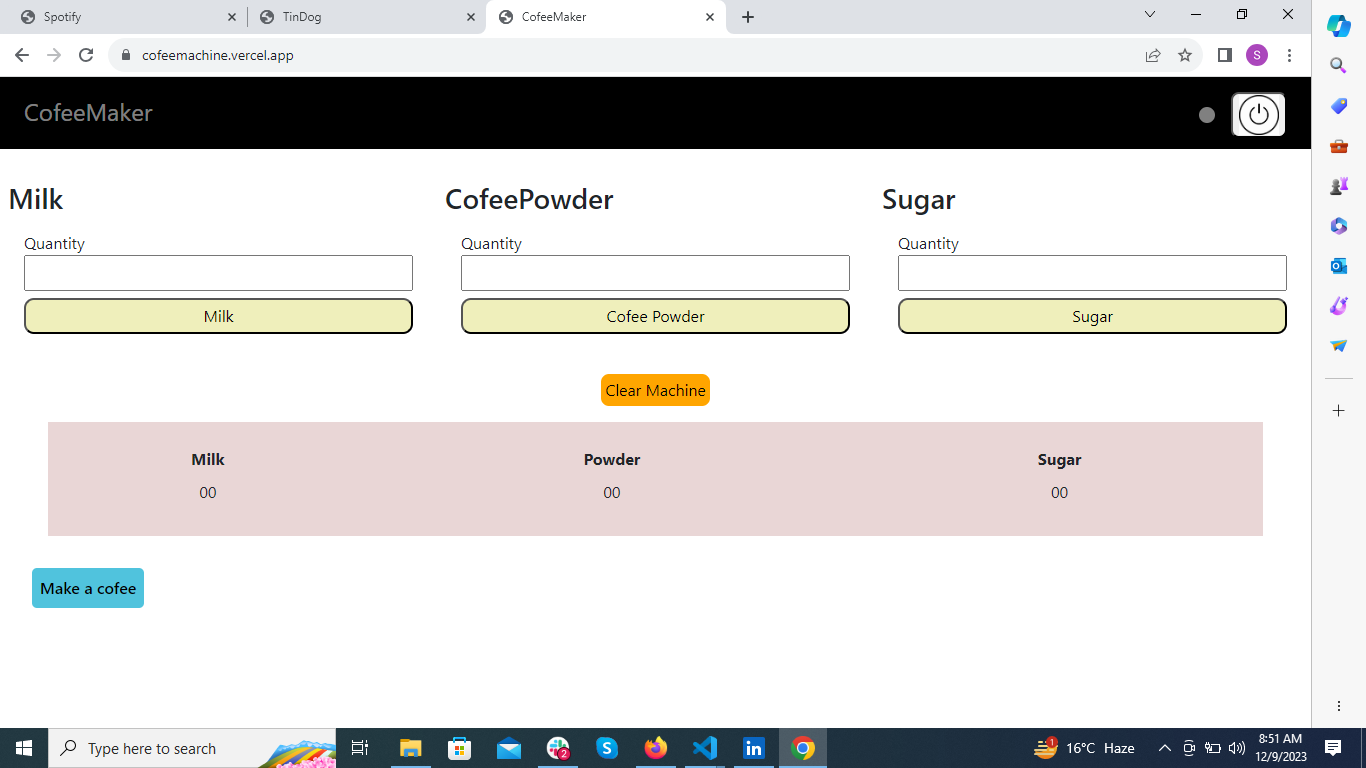 Spotify
TinDog
CofeeMaker
cofeemachine.vercel.app
S
CofeeMaker
Milk
CofeePowder
Sugar
Quantity
Quantity
Quantity
Milk
Cofee Powder
Sugar
Clear Machine
Milk
Powder
Sugar
00
00
00
Make a cofee
Type here to search
2
S
in
1
16°C Haze
8:51 AM
12/9/2023